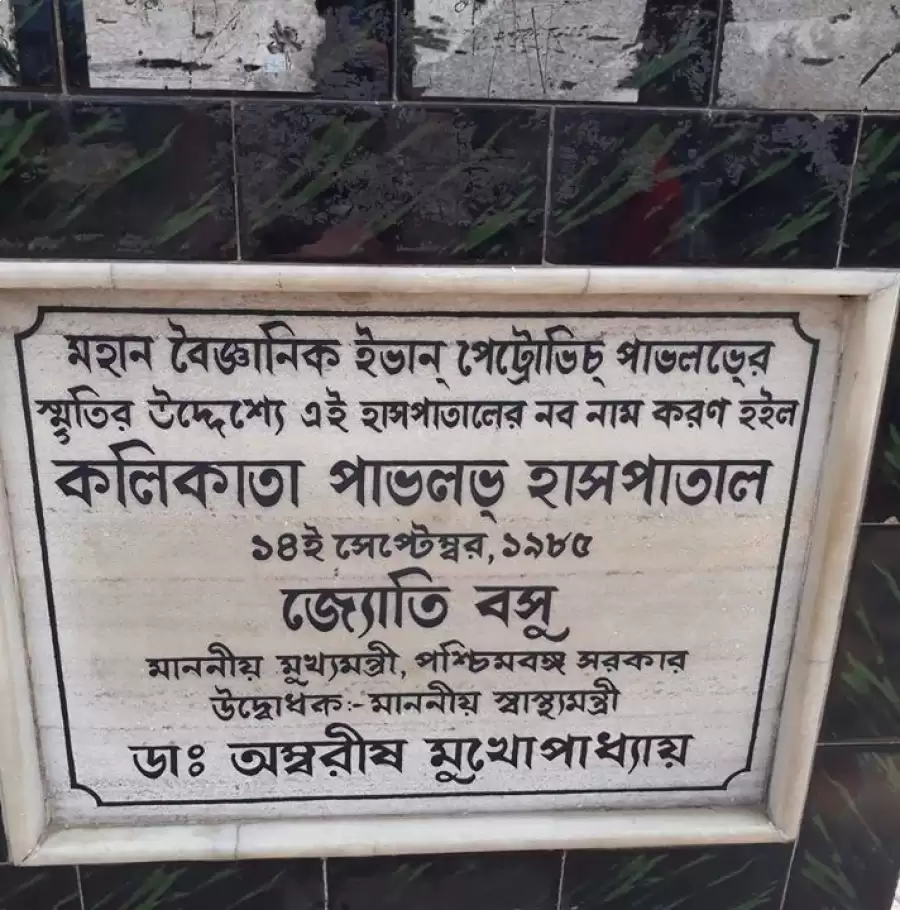 মহান বৈজ্ঞানিক ইভান্ পেট্রোভিচ্ পাভলভ্রের
স্মৃতির উদ্দেশ্যে এই হাসপাতালের নব নাম করণ হইল
কলিকাতা পাভলভ্ হাসপাতাল
১৪ই সেপ্টেম্বর, ১৯৮৫
জ্যোতি বসু
মাননীয় মুখ্যমন্ত্রী, পশ্চিমবঙ্গ সরকার
উদ্বোধক:- মাননীয় স্বাস্থ্যমন্ত্রী
ডাঃ অম্বরীষ মুখোপাধ্যায়